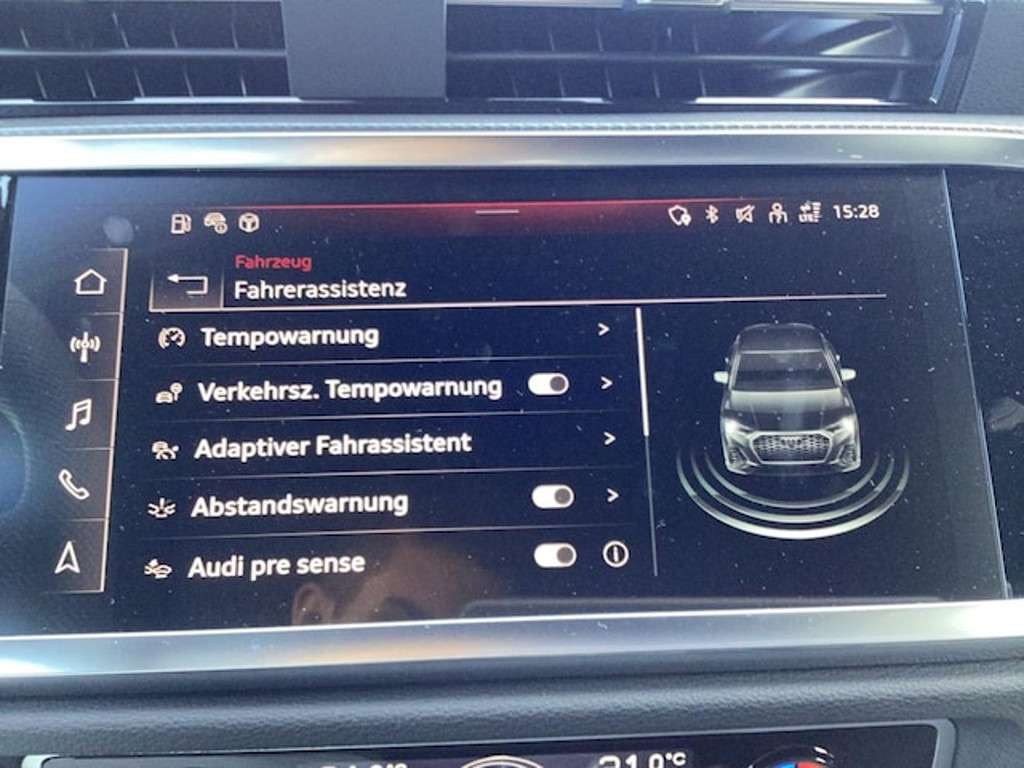 15:28
Fahrzeug
Fahrerassistenz
Tempowarnung
Verkehrsz. Tempowarnung
Adaptiver Fahrassistent
Abstandswarnung
Audi pre sense